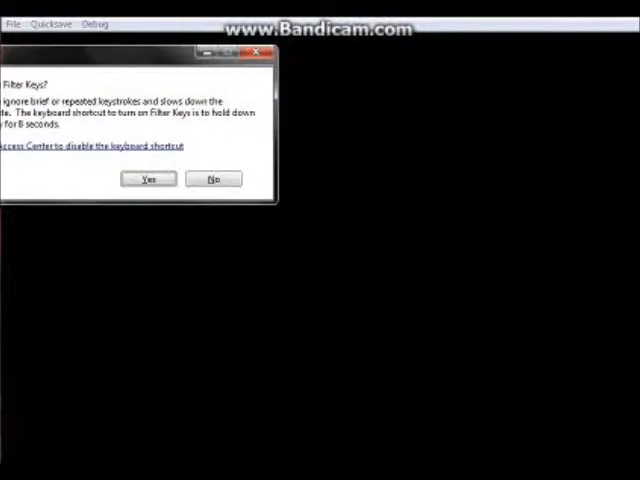 www.Bandicam.com
File Quicksave Debug
Filter Keys?
ignore brief or repeated keystrokes and slows down the
te. The keyboard shortcut to turn on Filter Keys is to hold down
y for 8 seconds.
Access Center to disable the keyboard shortcut
Yes No